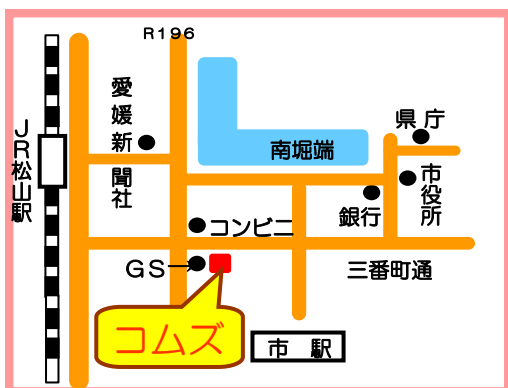 R196
愛媛新聞社
県庁
JR松山駅
南堀端
市役所
銀行
コンビニ
GS
三番町通
コムズ
市駅